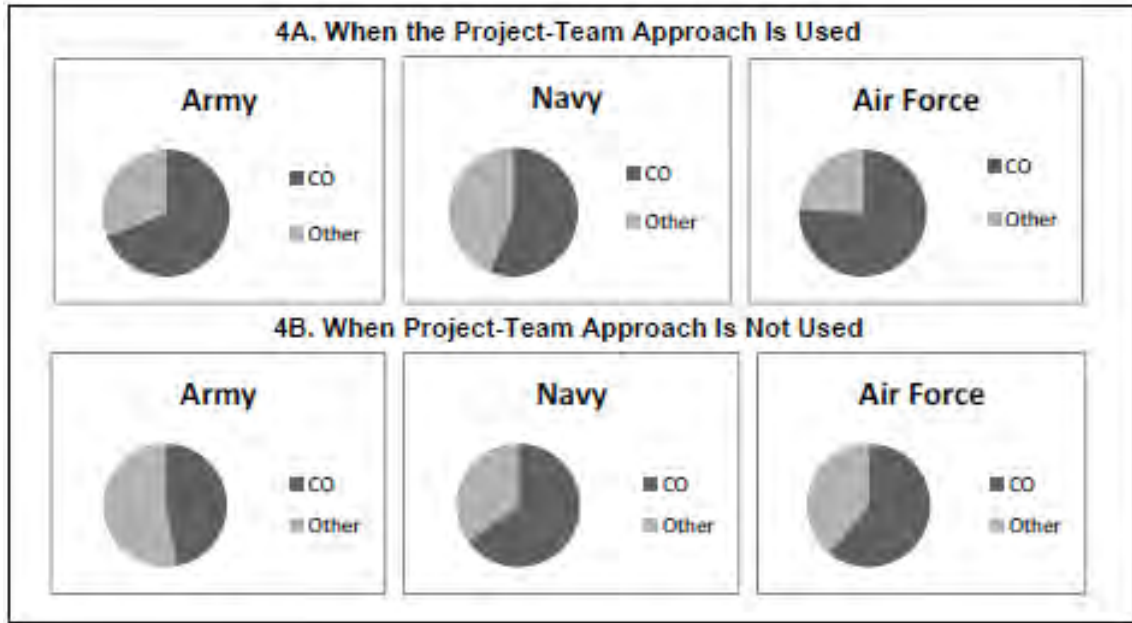 4A. When the Project-Team Approach Is Used
Army
CO
Other
Navy
CO
Other
Air Force
CO
Other
4B. When Project-Team Approach Is Not Used
Army
CO
Other
Navy
CO
Other
Air Force
CO
Other